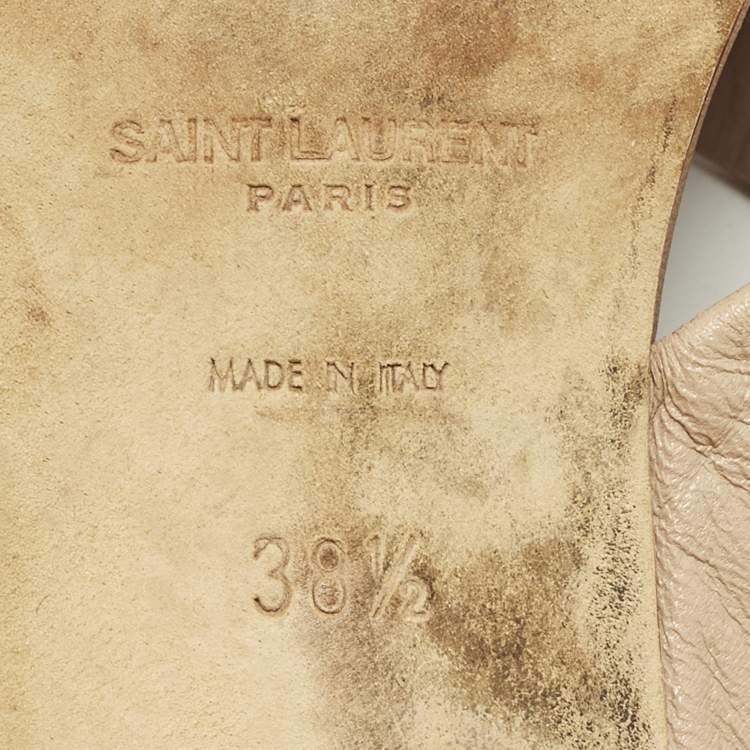 SAINT LAURENT
PARIS
MADE IN ITALY
38½